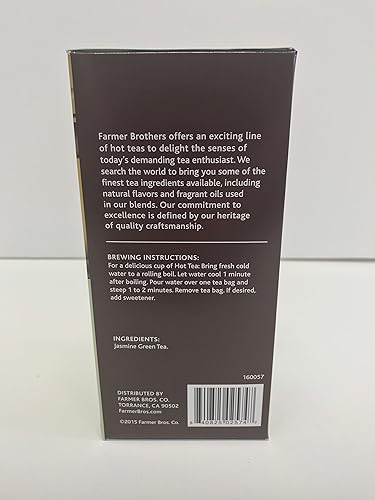 Farmer Brothers offers an exciting line
of hot teas to delight the senses of
today's demanding tea enthusiast. We
search the world to bring you some of the
finest tea ingredients available, including
natural flavors and fragrant oils used
in our blends. Our commitment to
excellence is defined by our heritage
of quality craftsmanship.
BREWING INSTRUCTIONS:
For a delicious cup of Hot Tea: Bring fresh cold
water to a rolling boil. Let water cool 1 minute
after boiling. Pour water over one tea bag and
steep 1 to 2 minutes. Remove tea bag. If desired,
add sweetener.
INGREDIENTS:
Jasmine Green Tea.
160057
DISTRIBUTED BY
FARMER BROS. CO.
TORRANCE, CA 90502
FarmerBros.com
©2015 Farmer Bros. Co.